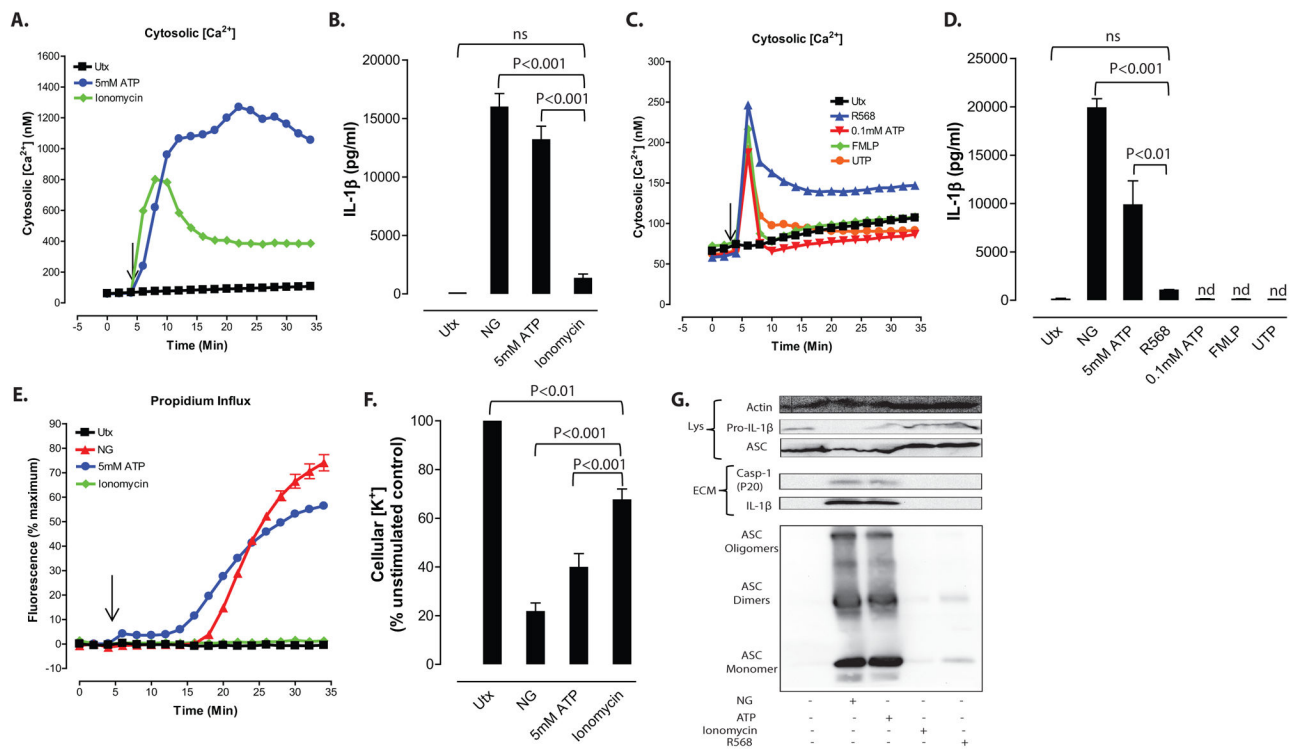 A.
Cytosolic [Ca2+]
Utx
5mM ATP
Ionomycin
Cytosolic [Ca2+] (nM)
1600
1400
1200
1000
800
600
400
200
0
-5 0 5 10 15 20 25 30 35
Time (Min)
B.
ns
P<0.001
P<0.001
IL-1β (pg/ml)
20000
15000
10000
5000
0
Utx NG 5mM ATP Ionomycin
C.
Cytosolic [Ca2+]
Utx
R568
0.1mM ATP
FMLP
UTP
Cytosolic [Ca2+] (nM)
300
250
200
150
100
50
0
-5 0 5 10 15 20 25 30 35
Time (Min)
D.
ns
P<0.001
P<0.01
nd nd nd
IL-1β (pg/ml)
25000
20000
15000
10000
5000
0
Utx NG 5mM ATP R568 0.1mM ATP FMLP UTP
E.
Propidium Influx
Utx
NG
5mM ATP
Ionomycin
Fluorescence (% maximum)
100
90
80
70
60
50
40
30
20
10
0
-10
-5 0 5 10 15 20 25 30 35
Time (Min)
F.
P<0.01
P<0.001
P<0.001
Cellular [K+]
(% unstimulated control)
100
80
60
40
20
0
Utx NG 5mM ATP Ionomycin
G.
Lys
Actin
Pro-IL-1β
ASC
ECM
Casp-1
(P20)
IL-1β
ASC
Oligomers
ASC
Dimers
ASC
Monomer
NG - + - - -
ATP - - + - -
Ionomycin - - - + -
R568 - - - - +